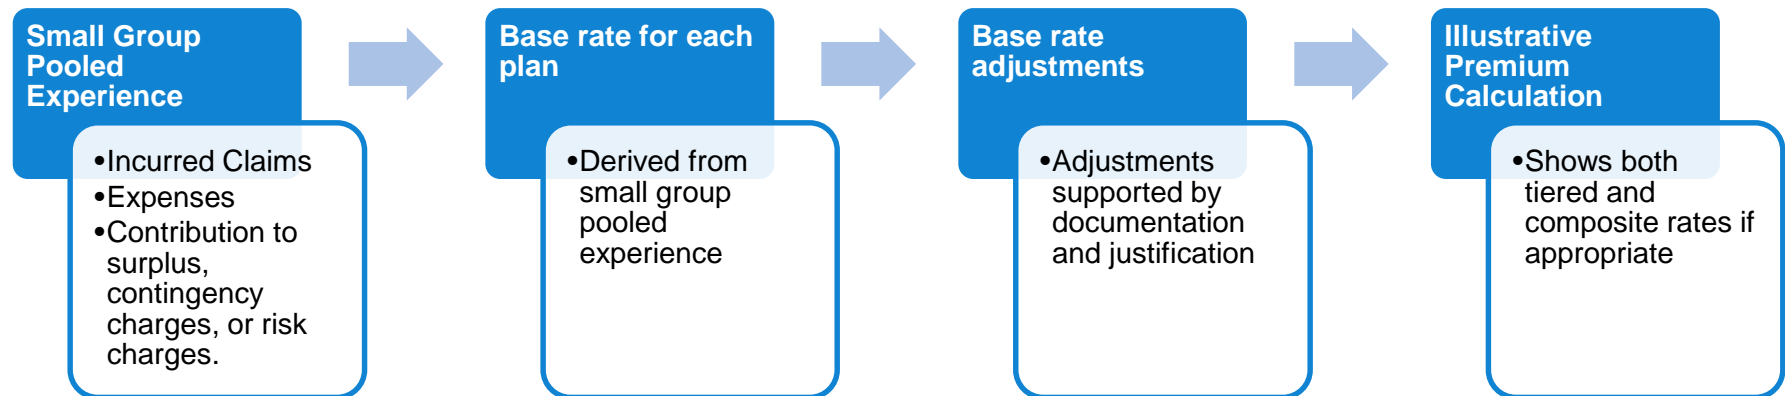 Small Group
Pooled
Experience
•Incurred Claims
•Expenses
•Contribution to
surplus,
contingency
charges, or risk
charges.
Base rate for each
plan
•Derived from
small group
pooled
experience
Base rate
adjustments
•Adjustments
supported by
documentation
and justification
Illustrative
Premium
Calculation
•Shows both
tiered and
composite rates if
appropriate